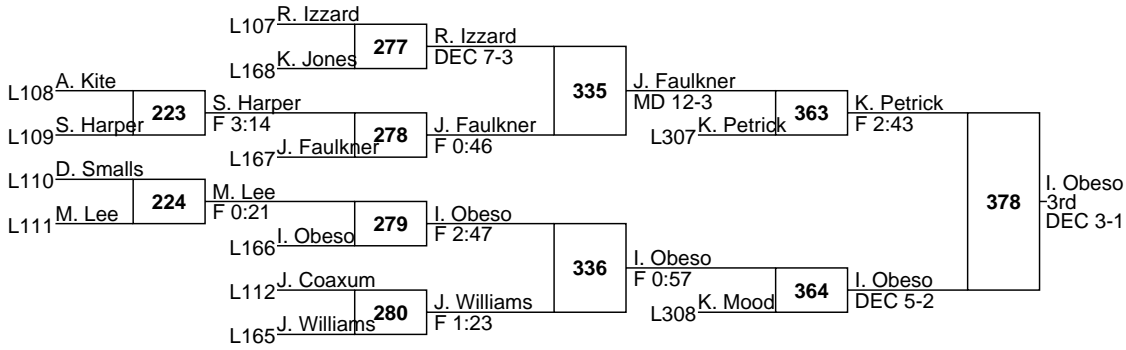 R. Izzard
L107
277
R. Izzard
DEC 7-3
K. Jones
L168
A. Kite
L108
223
S. Harper
F 3:14
S. Harper
L109
278
J. Faulkner
F 0:46
J. Faulkner
L167
335
J. Faulkner
MD 12-3
363
K. Petrick
F 2:43
K. Petrick
L307
D. Smalls
L110
224
M. Lee
F 0:21
M. Lee
L111
279
I. Obeso
F 2:47
I. Obeso
L166
336
I. Obeso
F 0:57
J. Coaxum
L112
280
J. Williams
F 1:23
J. Williams
L165
364
I. Obeso
DEC 5-2
K. Mood
L308
378
I. Obeso
3rd
DEC 3-1